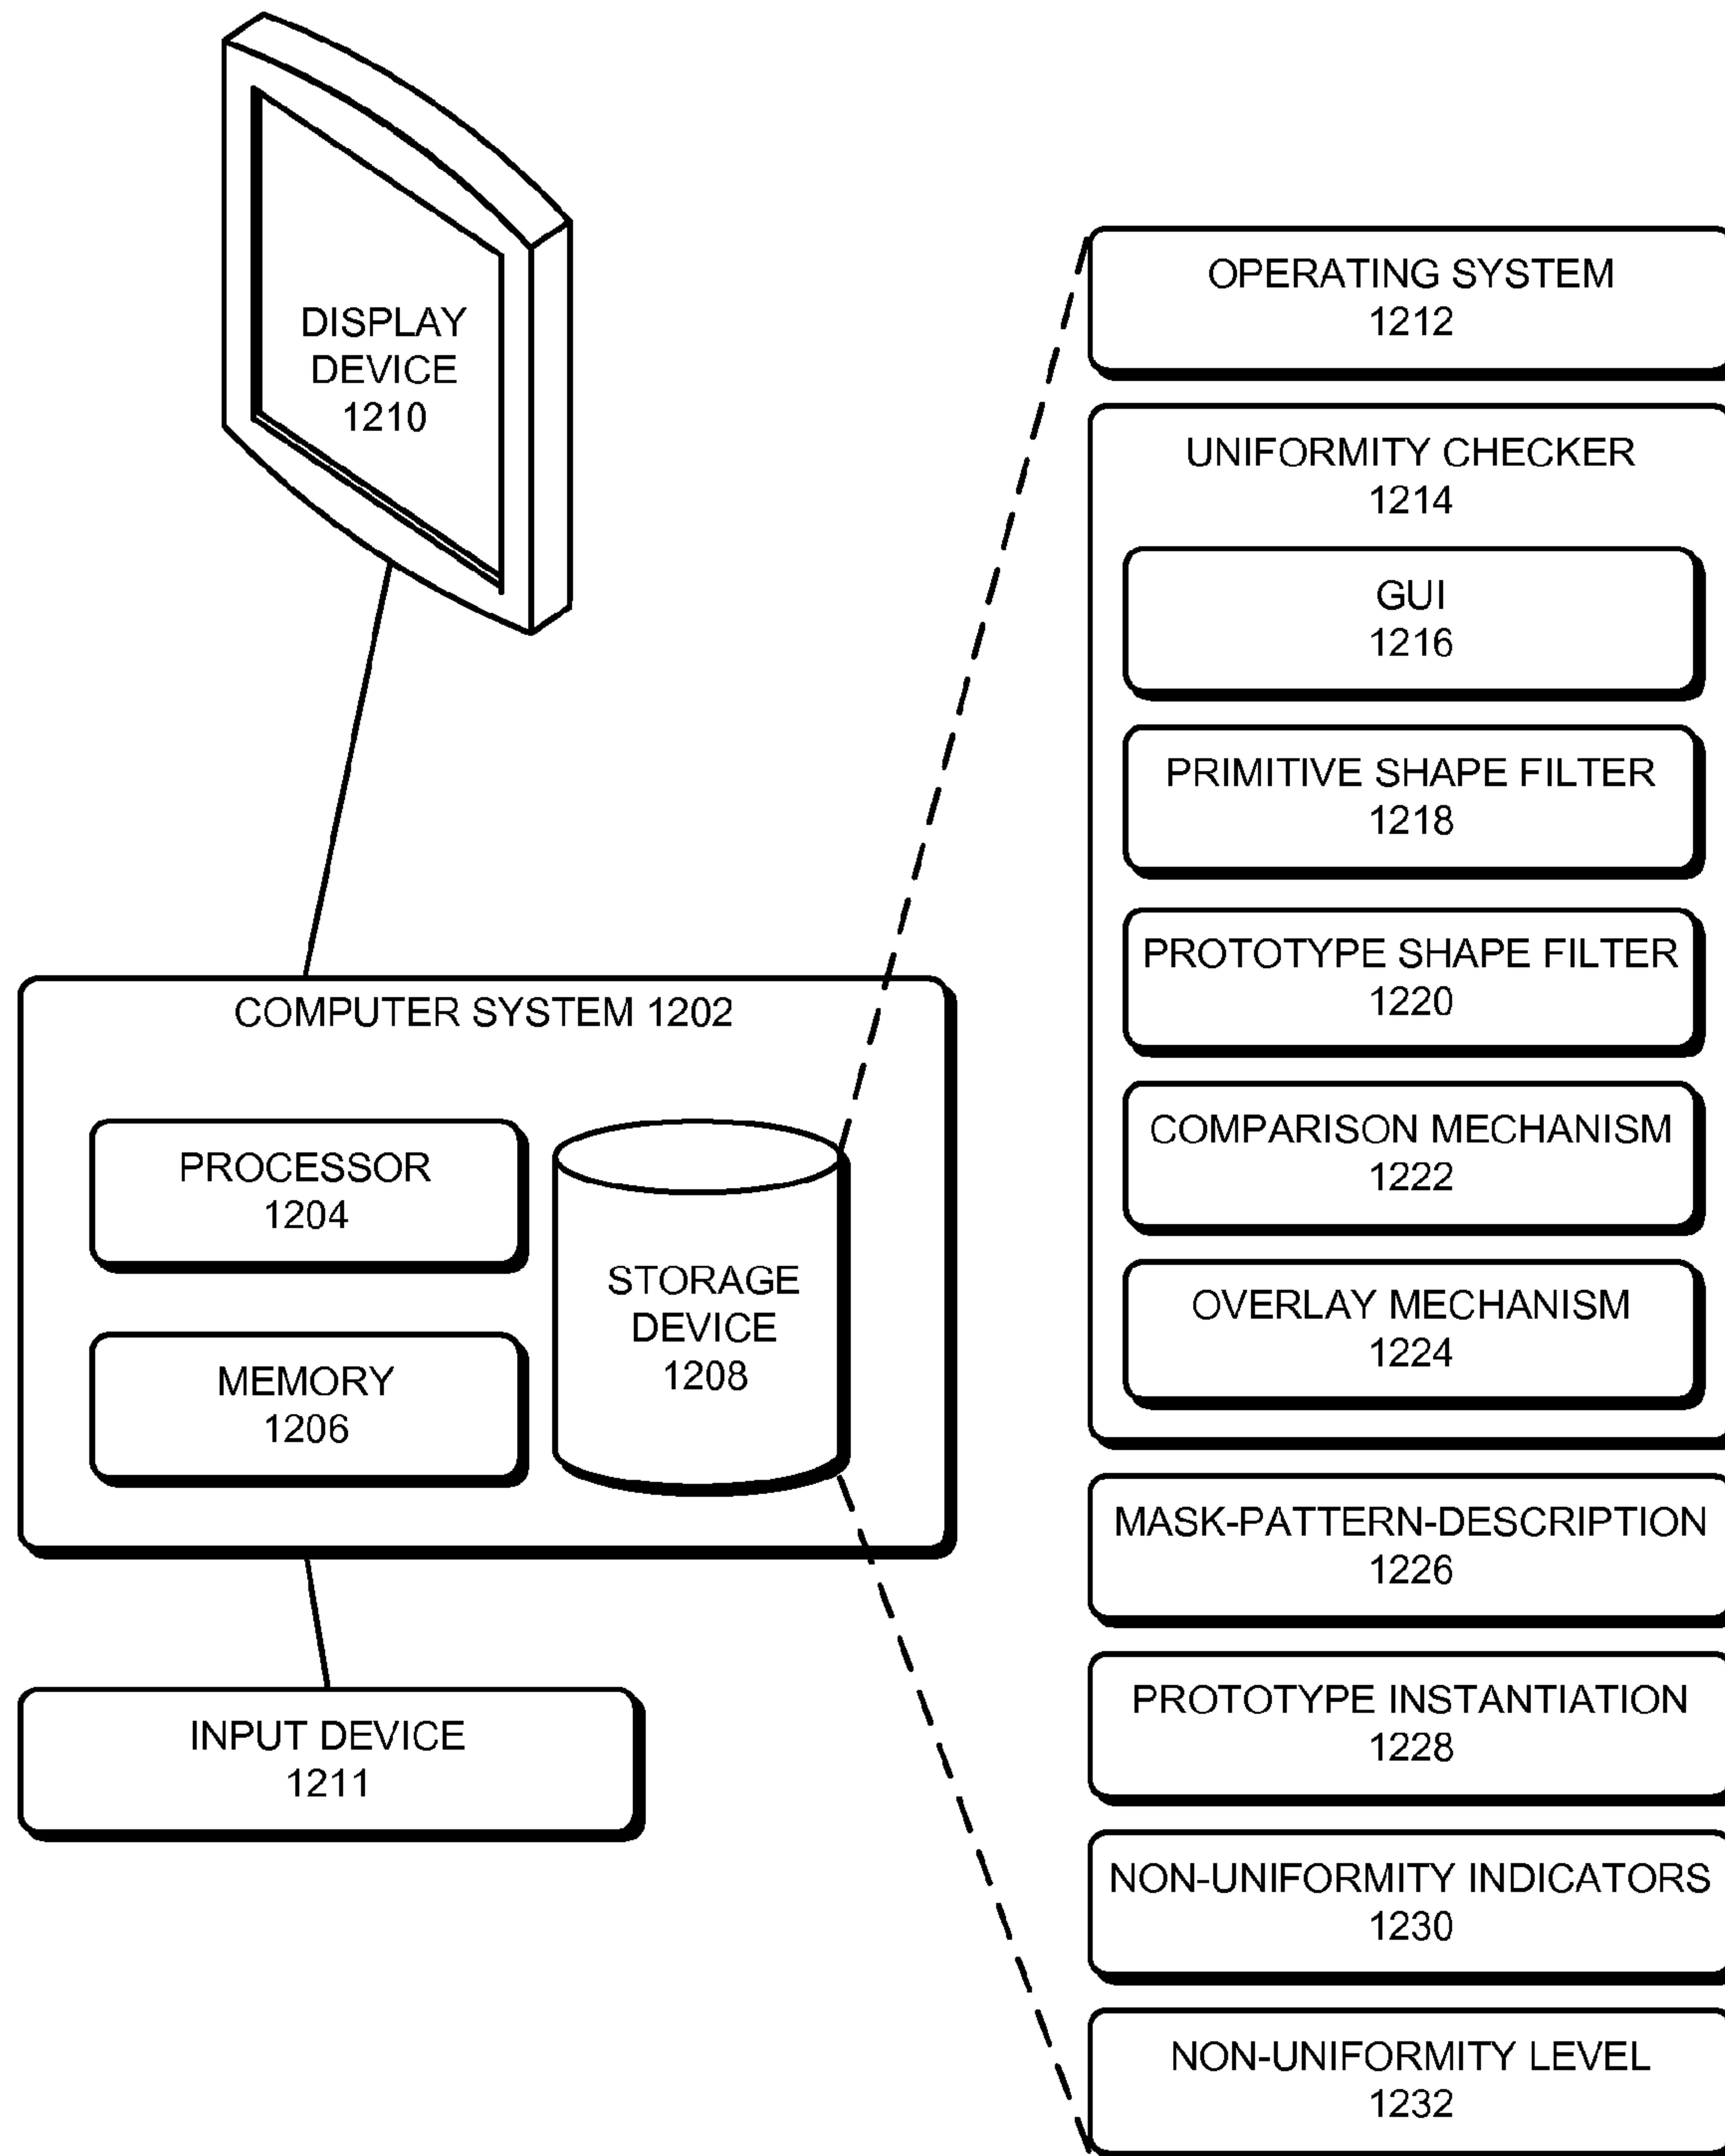 DISPLAY
DEVICE
1210
COMPUTER SYSTEM 1202
PROCESSOR
1204
MEMORY
1206
STORAGE
DEVICE
1208
INPUT DEVICE
1211
OPERATING SYSTEM
1212
UNIFORMITY CHECKER
1214
GUI
1216
PRIMITIVE SHAPE FILTER
1218
PROTOTYPE SHAPE FILTER
1220
COMPARISON MECHANISM
1222
OVERLAY MECHANISM
1224
MASK-PATTERN-DESCRIPTION
1226
PROTOTYPE INSTANTIATION
1228
NON-UNIFORMITY INDICATORS
1230
NON-UNIFORMITY LEVEL
1232